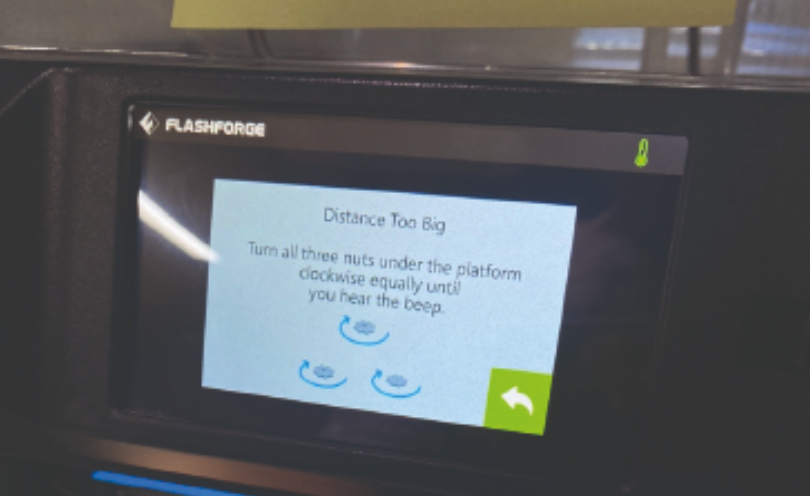 FLASHFORGE
Distance Too Big
Turn all three nuts under the platform
clockwise equally until
you hear the beep.